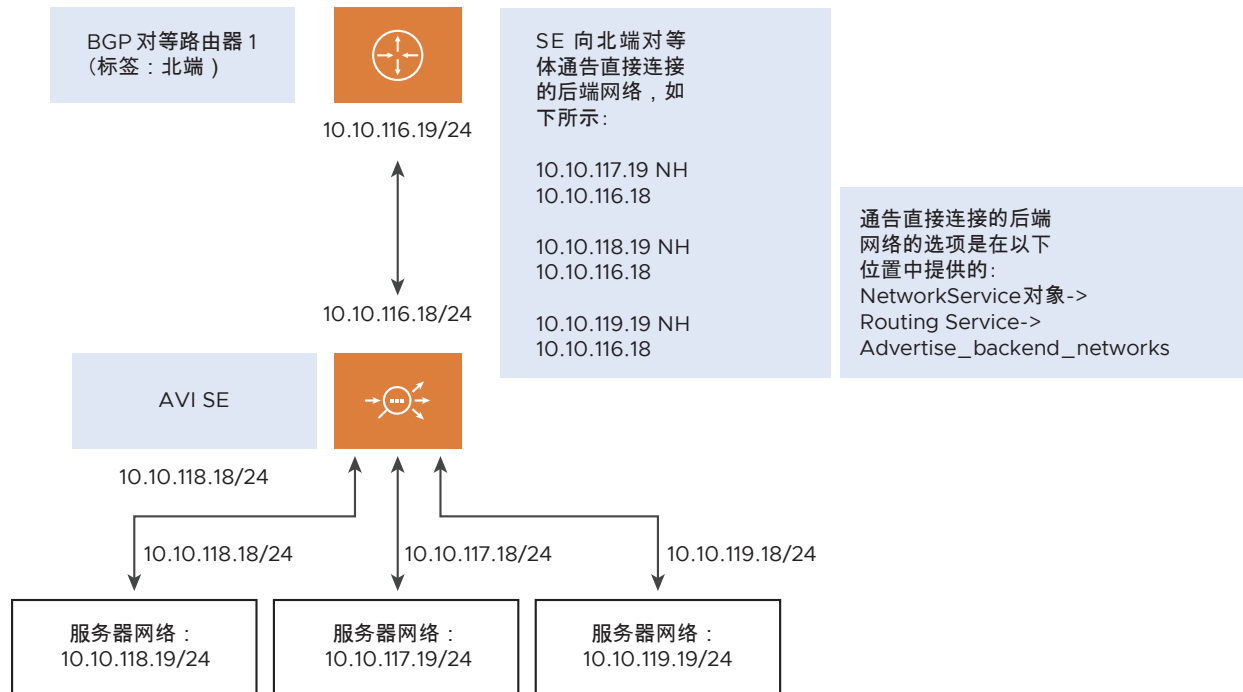 BGP 对等路由器 1
(标签：北端 )
10.10.116.19/24
SE 向北端对等
体通告直接连接
的后端网络，如
下所示：
10.10.117.19 NH
10.10.116.18
10.10.118.19 NH
10.10.116.18
10.10.119.19 NH
10.10.116.18
通告直接连接的后端
网络的选项是在以下
位置中提供的：
NetworkService对象->
Routing Service->
Advertise_backend_networks
10.10.116.18/24
AVI SE
10.10.118.18/24
10.10.118.18/24
10.10.117.18/24
10.10.119.18/24
服务器网络：
10.10.118.19/24
服务器网络：
10.10.117.19/24
服务器网络：
10.10.119.19/24